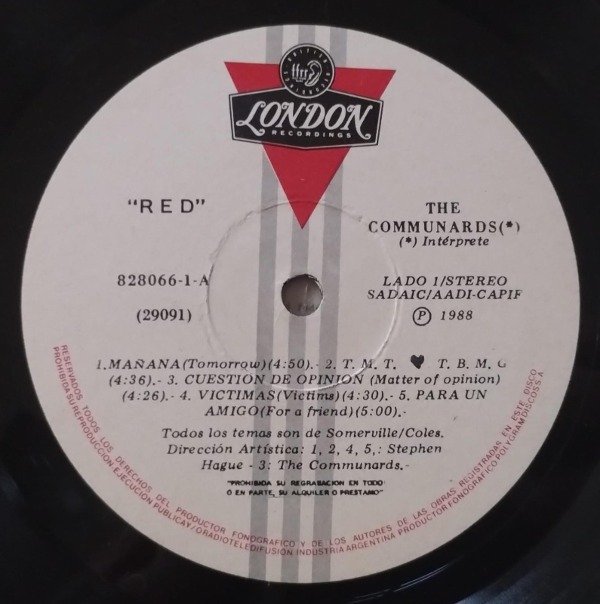 BRITISH
ffrr
LONDON
RECORDINGS
"RED"
THE
COMMUNARDS(*)
(*) Intérprete
828066-1-A
(29091)
LADO 1/STEREO
SADAIC/AADI-CAPIF
Ⓟ 1988
1.MAÑANA(Tomorrow)(4:50).- 2. T. M. T. ♥ T. B. M. G
(4:36).- 3. CUESTION DE OPINION (Matter of opinion)
(4:26).- 4. VICTIMAS(Victims)(4:30).- 5. PARA UN
AMIGO(For a friend)(5:00).-
Todos los temas son de Somerville/Coles.
Dirección Artística: 1, 2, 4, 5,: Stephen
Hague - 3: The Communards.-
"PROHIBIDA SU REGRABACION EN TODO
O EN PARTE, SU ALQUILER O PRESTAMO"
RESERVADOS TODOS LOS DERECHOS DEL PRODUCTOR FONOGRAFICO Y DE LOS AUTORES DE LAS OBRAS REGISTRADAS EN ESTE DISCO
PROHIBIDA SU REPRODUCCION EJECUCION PUBLICA Y/O RADIOTELEDIFUSION INDUSTRIA ARGENTINA PRODUCTOR FONOGRAFICO POLYGRAM DISCOS S A